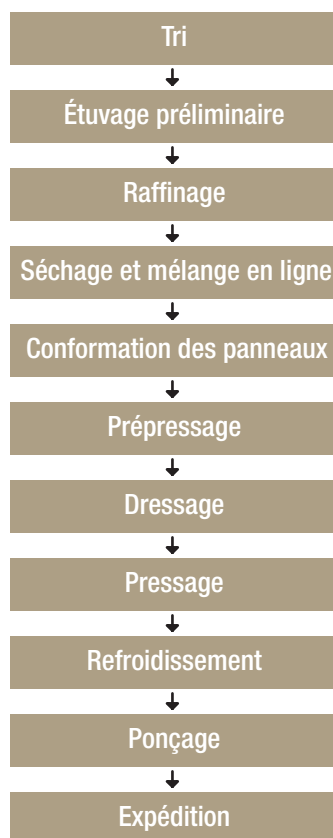 Tri
Étuvage préliminaire
Raffinage
Séchage et mélange en ligne
Conformation des panneaux
Prépressage
Dressage
Pressage
Refroidissement
Ponçage
Expédition